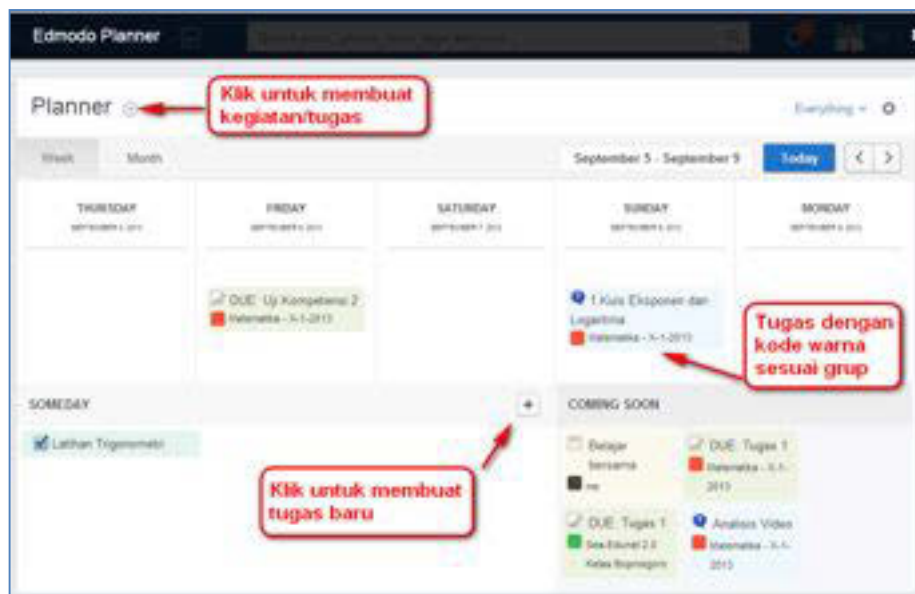 Edmodo Planner
Planner
Klik untuk membuat
kegiatan/tugas
Everything
Week
Month
September 5 - September 9
Today
THURSDAY
FRIDAY
SATURDAY
SUNDAY
MONDAY
DUE: Uji Kompetensi 2
Matematika - X-1-2013
1 Kuis Eksponen dan
Logaritma
Matematika - X-1-2013
Tugas dengan
kode warna
sesuai grup
SOMEDAY
+
COMING SOON
Latihan Trigonometri
Klik untuk membuat
tugas baru
Belajar
bersama
me
DUE: Tugas 1
Matematika - X-1-
2013
DUE: Tugas 1
Kelas Bojonegoro
Analisis Video
Matematika - X-1-
2013